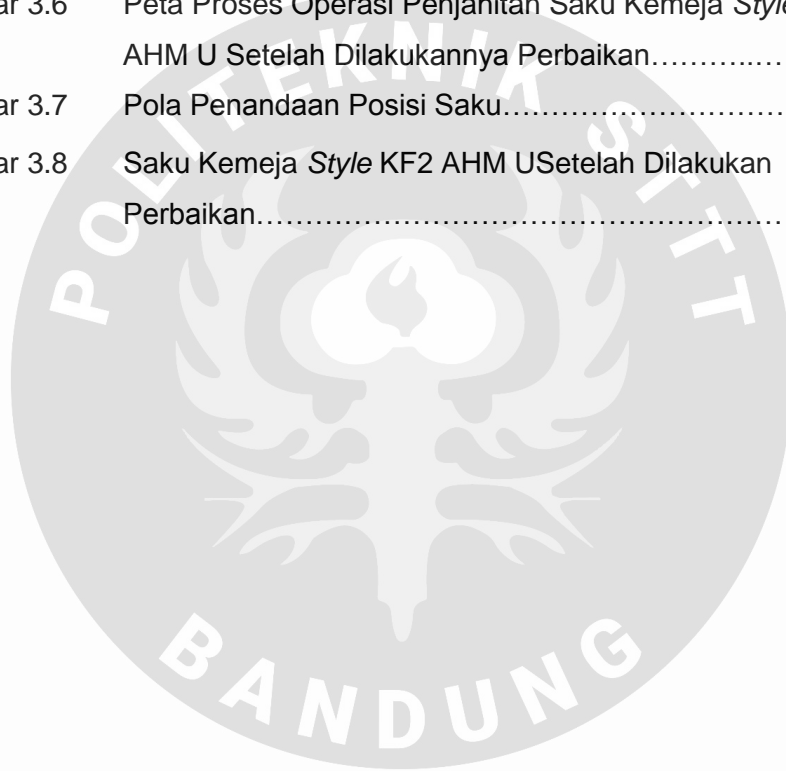 ar 3.6 Peta Proses Operasi Penjahitan Saku Kemeja Style
AHM U Setelah Dilakukannya Perbaikan………..…
ar 3.7 Pola Penandaan Posisi Saku……………………………
ar 3.8 Saku Kemeja Style KF2 AHM USetelah Dilakukan
Perbaikan……………………………………………………
POLITEKNIK STTT
BANDUNG